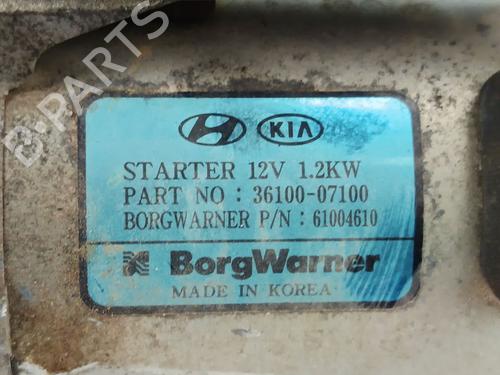 B-PARTS
KIA
STARTER 12V 1.2KW
PART NO : 36100-07100
BORGWARNER P/N : 61004610
BorgWarner
MADE IN KOREA